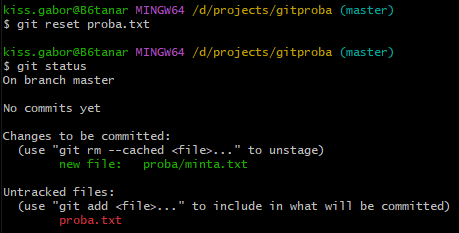 kiss.gabor@B6tanar MINGW64 /d/projects/gitproba (master)
$ git reset proba.txt
kiss.gabor@B6tanar MINGW64 /d/projects/gitproba (master)
$ git status
On branch master
No commits yet
Changes to be committed:
(use "git rm --cached <file>..." to unstage)
new file:   proba/minta.txt
Untracked files:
(use "git add <file>..." to include in what will be committed)
proba.txt